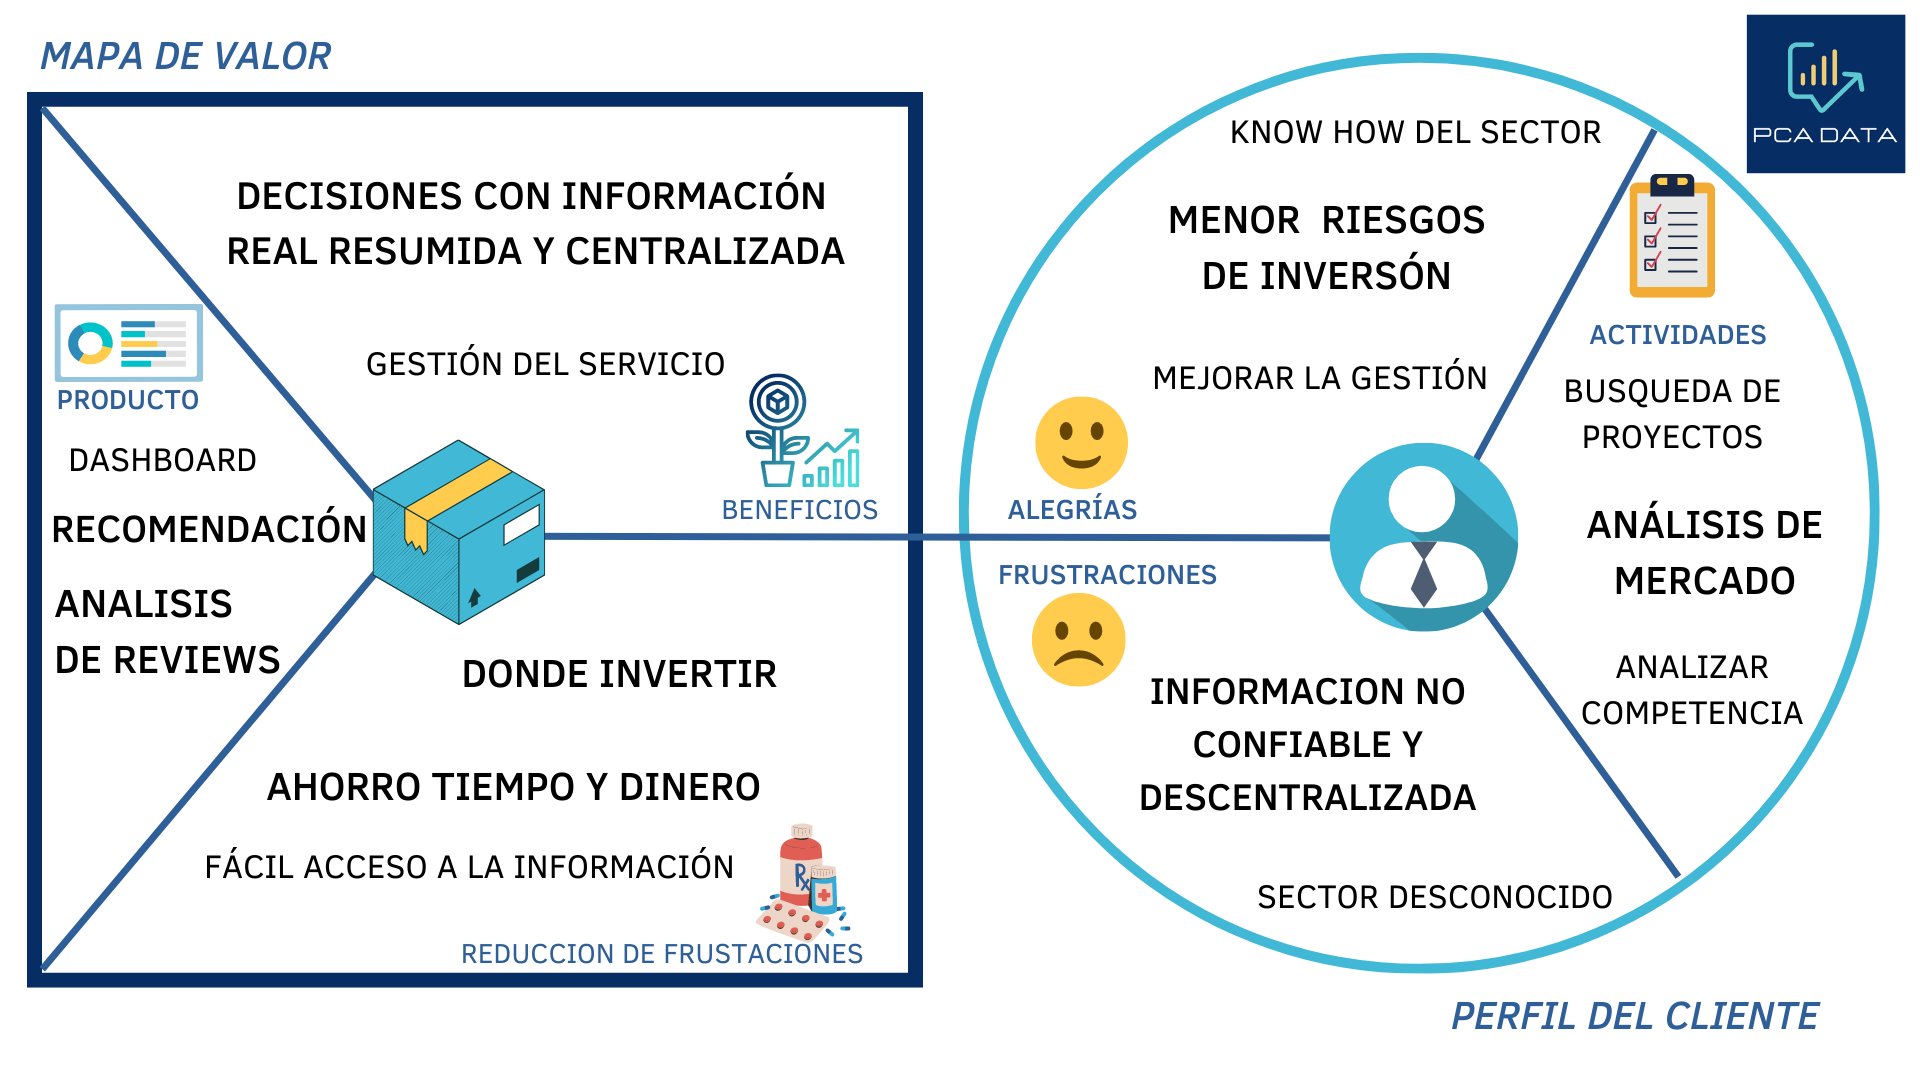 MAPA DE VALOR
DECISIONES CON INFORMACIÓN
REAL RESUMIDA Y CENTRALIZADA
GESTIÓN DEL SERVICIO
BENEFICIOS
PRODUCTO
DASHBOARD
RECOMENDACIÓN
ANALISIS
DE REVIEWS
DONDE INVERTIR
AHORRO TIEMPO Y DINERO
FÁCIL ACCESO A LA INFORMACIÓN
Rx
REDUCCION DE FRUSTACIONES
PCA DATA
KNOW HOW DEL SECTOR
MENOR RIESGOS
DE INVERSÓN
MEJORAR LA GESTIÓN
ALEGRÍAS
FRUSTRACIONES
INFORMACION NO
CONFIABLE Y
DESCENTRALIZADA
SECTOR DESCONOCIDO
ACTIVIDADES
BUSQUEDA DE
PROYECTOS
ANÁLISIS DE
MERCADO
ANALIZAR
COMPETENCIA
PERFIL DEL CLIENTE